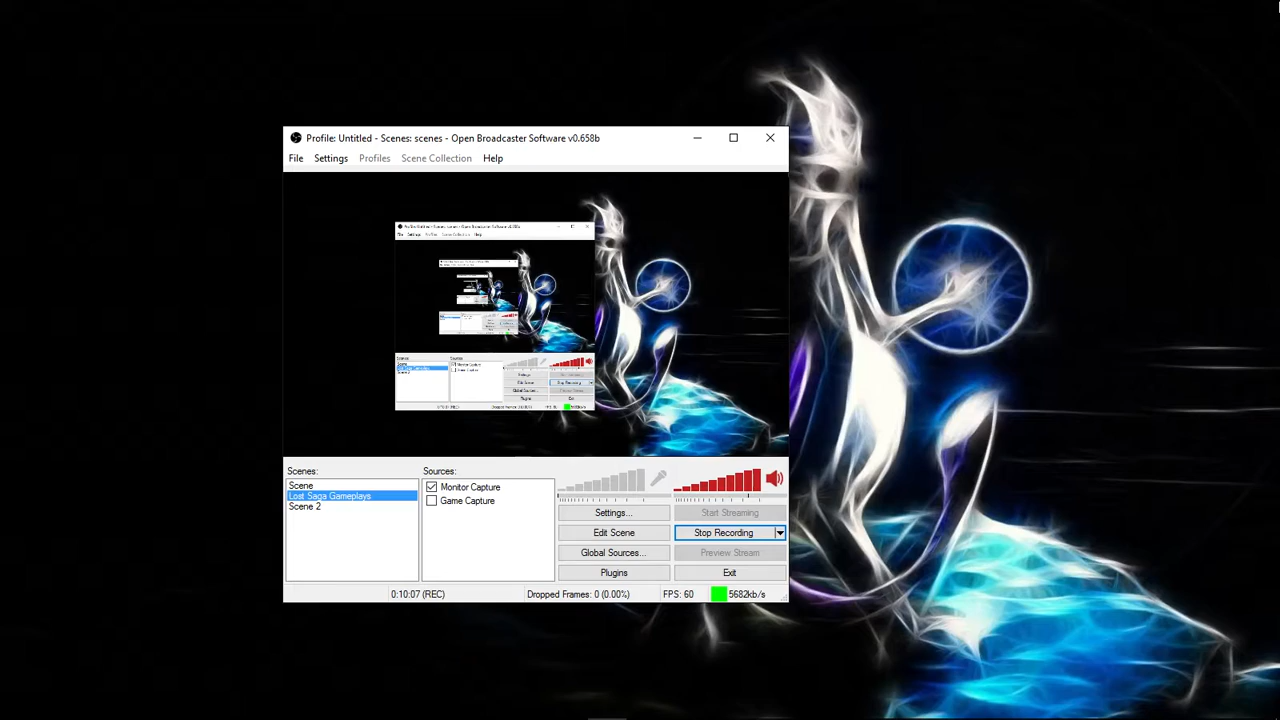 Profile: Untitled - Scenes: scenes - Open Broadcaster Software v0.658b
File Settings Profiles Scene Collection Help
Scenes:
Scene
Lost Saga Gameplays
Scene 2
Sources:
Monitor Capture
Game Capture
Settings...
Start Streaming
Edit Scene
Stop Recording
Global Sources...
Preview Stream
Plugins
Exit
0:10:07 (REC)
Dropped Frames: 0 (0.00%)
FPS: 60
5682kb/s